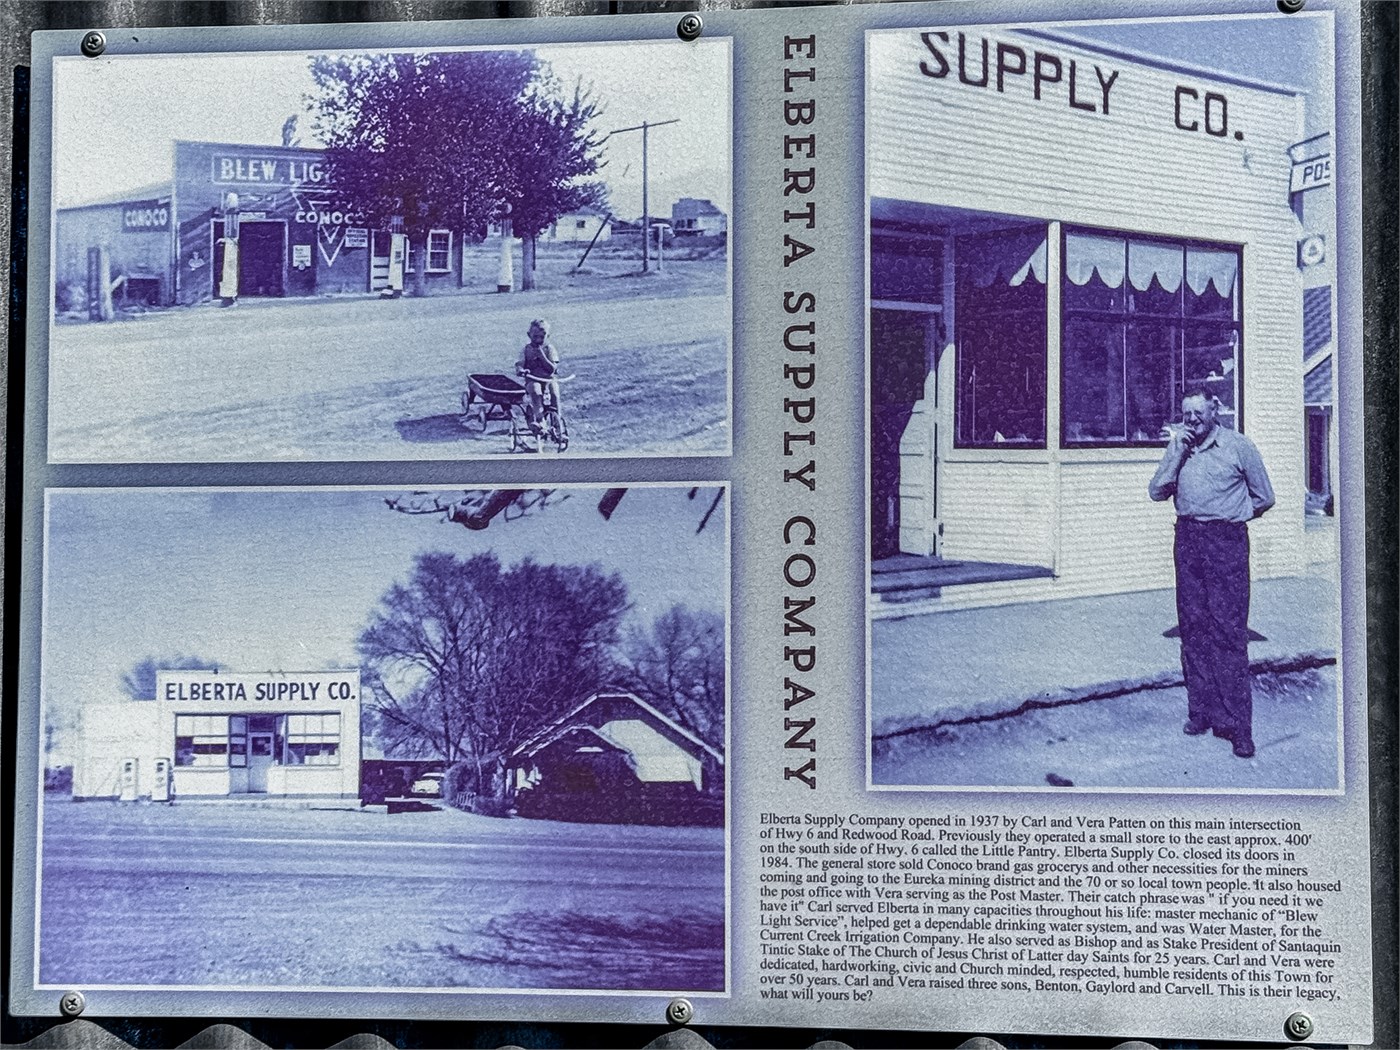 BLEW. LIG
CONOCO
CONOCO
ELBERTA SUPPLY CO.
ELBERTA SUPPLY COMPANY
SUPPLY CO.
POS
Elberta Supply Company opened in 1937 by Carl and Vera Patten on this main intersection
of Hwy 6 and Redwood Road. Previously they operated a small store to the east approx. 400'
on the south side of Hwy. 6 called the Little Pantry. Elberta Supply Co. closed its doors in
1984. The general store sold Conoco brand gas grocerys and other necessities for the miners
coming and going to the Eureka mining district and the 70 or so local town people. It also housed
the post office with Vera serving as the Post Master. Their catch phrase was " if you need it we
have it" Carl served Elberta in many capacities throughout his life: master mechanic of “Blew
Light Service”, helped get a dependable drinking water system, and was Water Master, for the
Current Creek Irrigation Company. He also served as Bishop and as Stake President of Santaquin
Tintic Stake of The Church of Jesus Christ of Latter day Saints for 25 years. Carl and Vera were
dedicated, hardworking, civic and Church minded, respected, humble residents of this Town for
over 50 years. Carl and Vera raised three sons, Benton, Gaylord and Carvell. This is their legacy,
what will yours be?